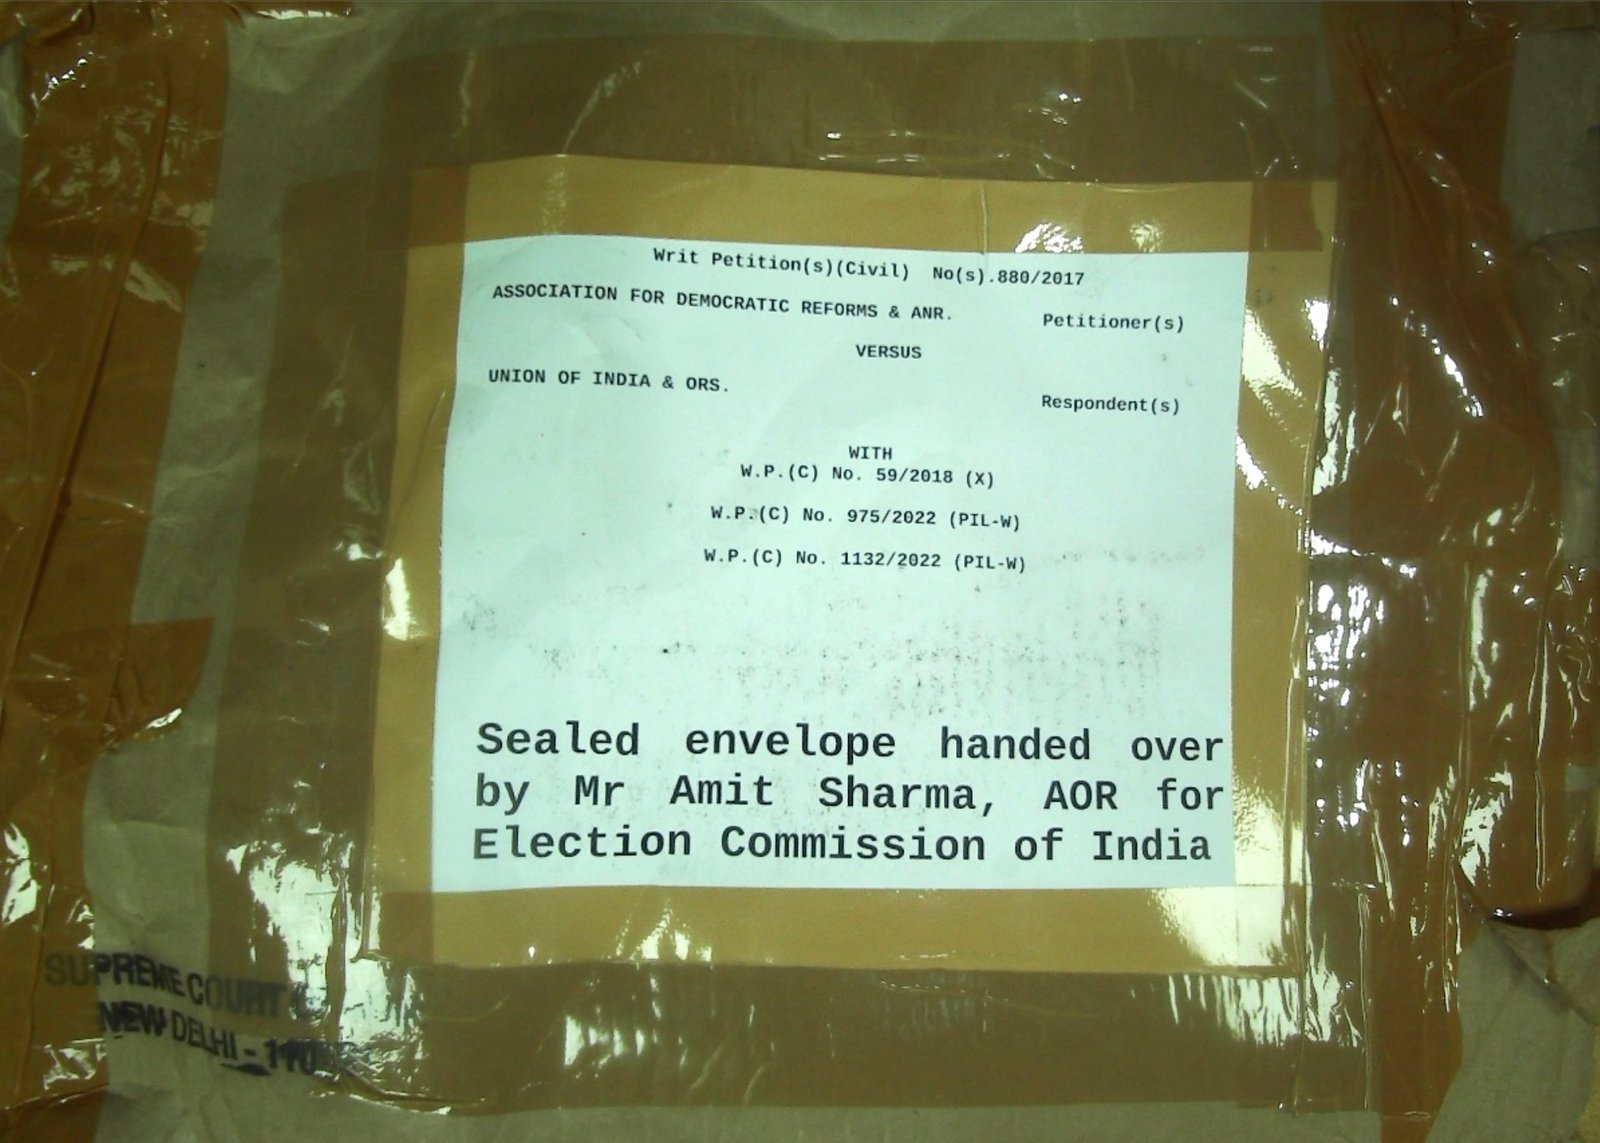 Writ Petition(s)(Civil) No(s).880/2017
ASSOCIATION FOR DEMOCRATIC REFORMS & ANR. Petitioner(s)
VERSUS
UNION OF INDIA & ORS.
Respondent(s)
WITH
W.P.(C) No. 59/2018 (X)
W.P.(C) No. 975/2022 (PIL-W)
W.P.(C) No. 1132/2022 (PIL-W)
Sealed envelope handed over
by Mr Amit Sharma, AOR for
Election Commission of India
SUPREME COURT
NEW DELHI -